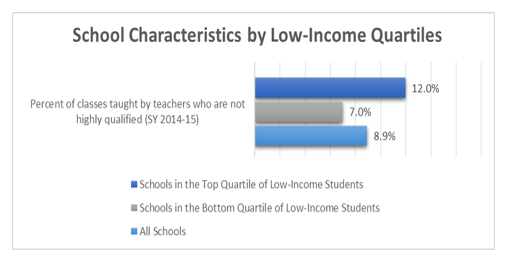 School Characteristics by Low-Income Quartiles
12.0%
Percent of classes taught by teachers who are not
highly qualified (SY 2014-15)
7.0%
8.9%
Schools in the Top Quartile of Low-Income Students
Schools in the Bottom Quartile of Low-Income Students
All Schools